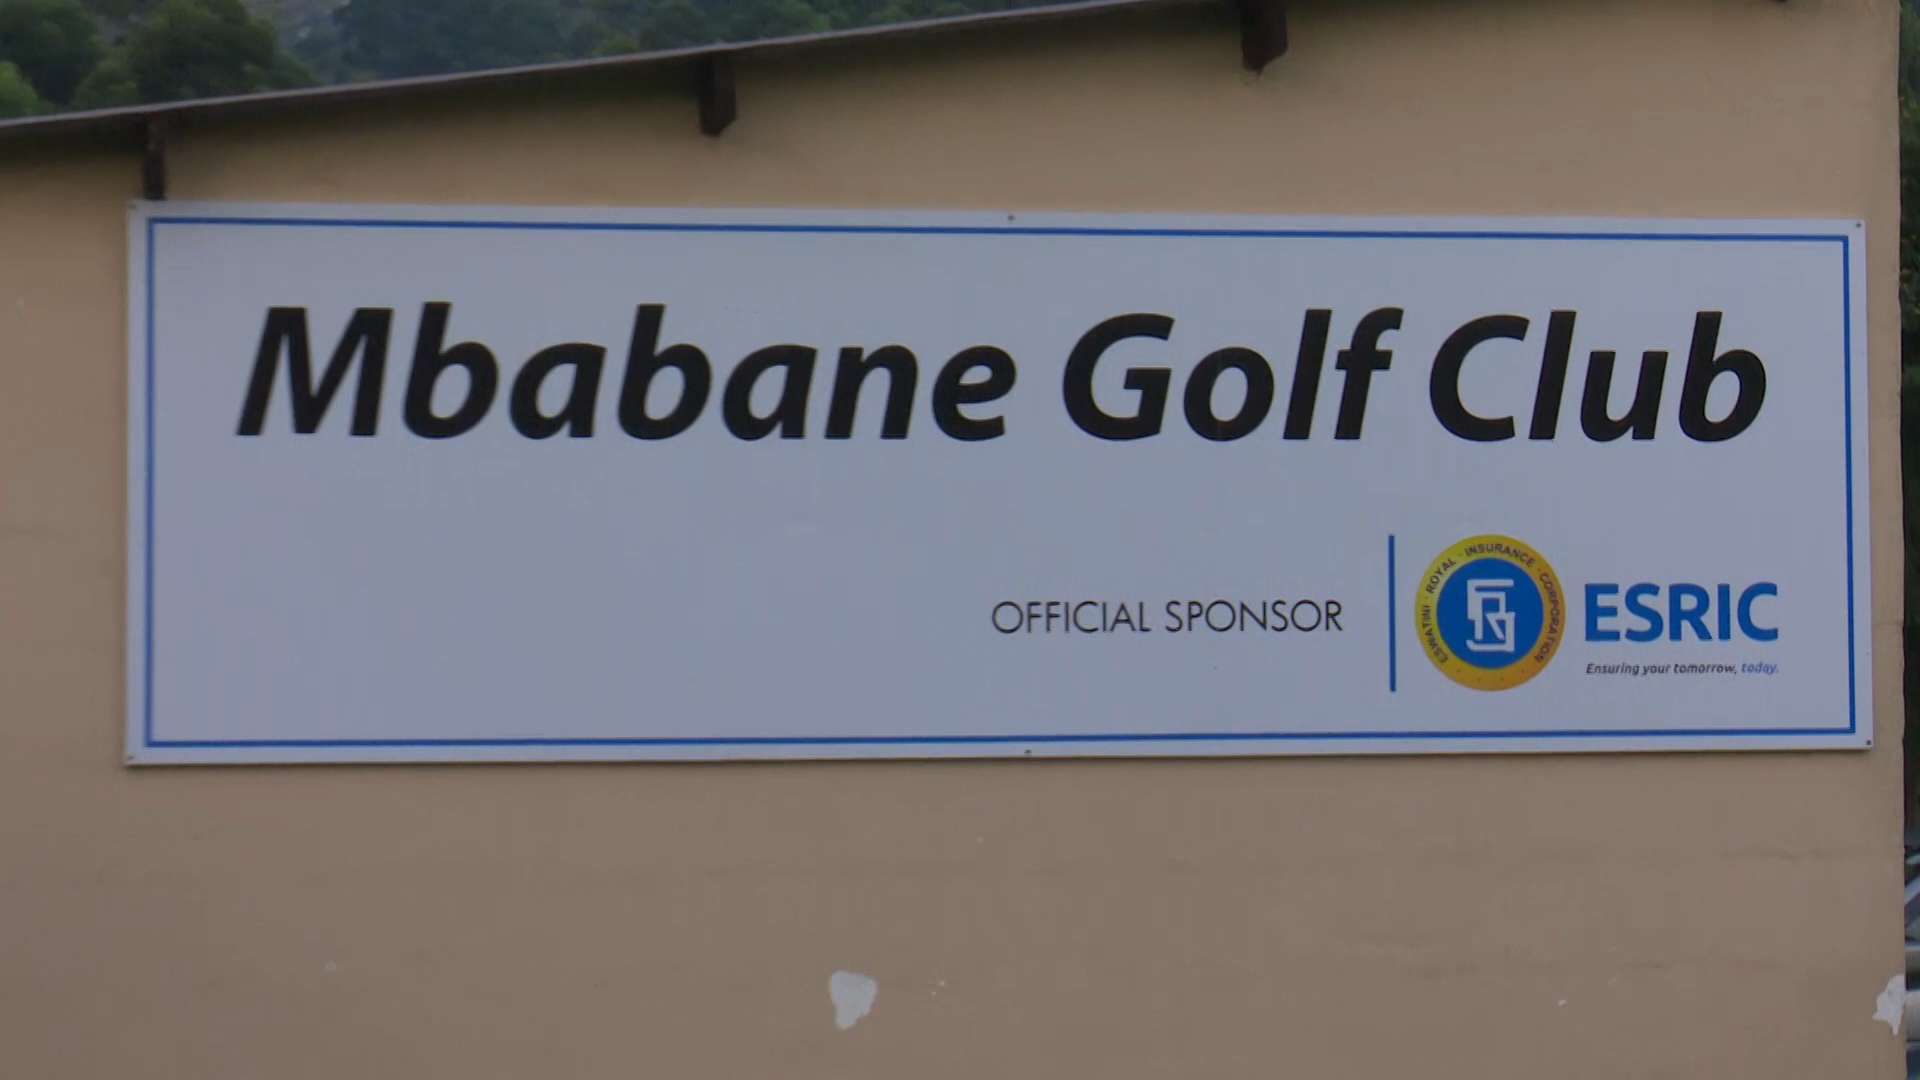 Mbabane Golf Club
OFFICIAL SPONSOR
ESWATINI · ROYAL · INSURANCE · CORPORATION
ESRIC
Ensuring your tomorrow, today.